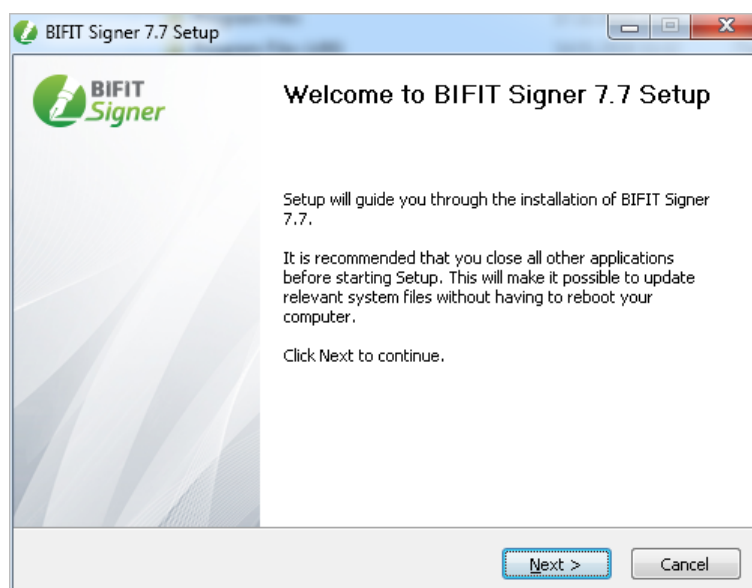 BIFIT Signer 7.7 Setup
BIFIT
Signer
Welcome to BIFIT Signer 7.7 Setup
Setup will guide you through the installation of BIFIT Signer
7.7.
It is recommended that you close all other applications
before starting Setup. This will make it possible to update
relevant system files without having to reboot your
computer.
Click Next to continue.
Next >
Cancel